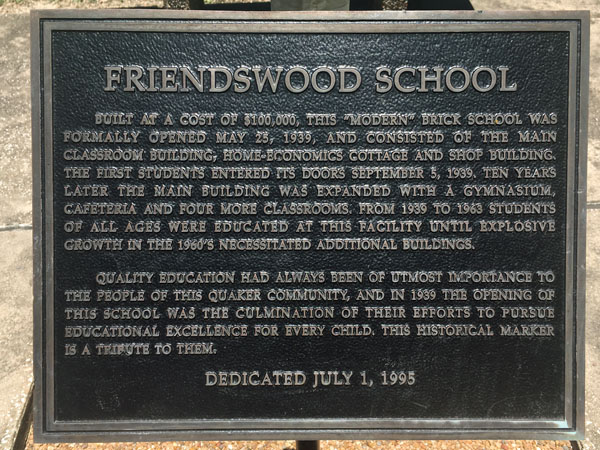 FRIENDSWOOD SCHOOL
BUILT AT A COST OF $100,000, THIS "MODERN" BRICK SCHOOL WAS
FORMALLY OPENED MAY 25, 1939, AND CONSISTED OF THE MAIN
CLASSROOM BUILDING, HOME-ECONOMICS COTTAGE AND SHOP BUILDING.
THE FIRST STUDENTS ENTERED ITS DOORS SEPTEMBER 5, 1939. TEN YEARS
LATER THE MAIN BUILDING WAS EXPANDED WITH A GYMNASIUM,
CAFETERIA AND FOUR MORE CLASSROOMS. FROM 1939 TO 1963 STUDENTS
OF ALL AGES WERE EDUCATED AT THIS FACILITY UNTIL EXPLOSIVE
GROWTH IN THE 1960'S NECESSITATED ADDITIONAL BUILDINGS.
QUALITY EDUCATION HAD ALWAYS BEEN OF UTMOST IMPORTANCE TO
THE PEOPLE OF THIS QUAKER COMMUNITY, AND IN 1939 THE OPENING OF
THIS SCHOOL WAS THE CULMINATION OF THEIR EFFORTS TO PURSUE
EDUCATIONAL EXCELLENCE FOR EVERY CHILD. THIS HISTORICAL MARKER
IS A TRIBUTE TO THEM.
DEDICATED JULY 1, 1995